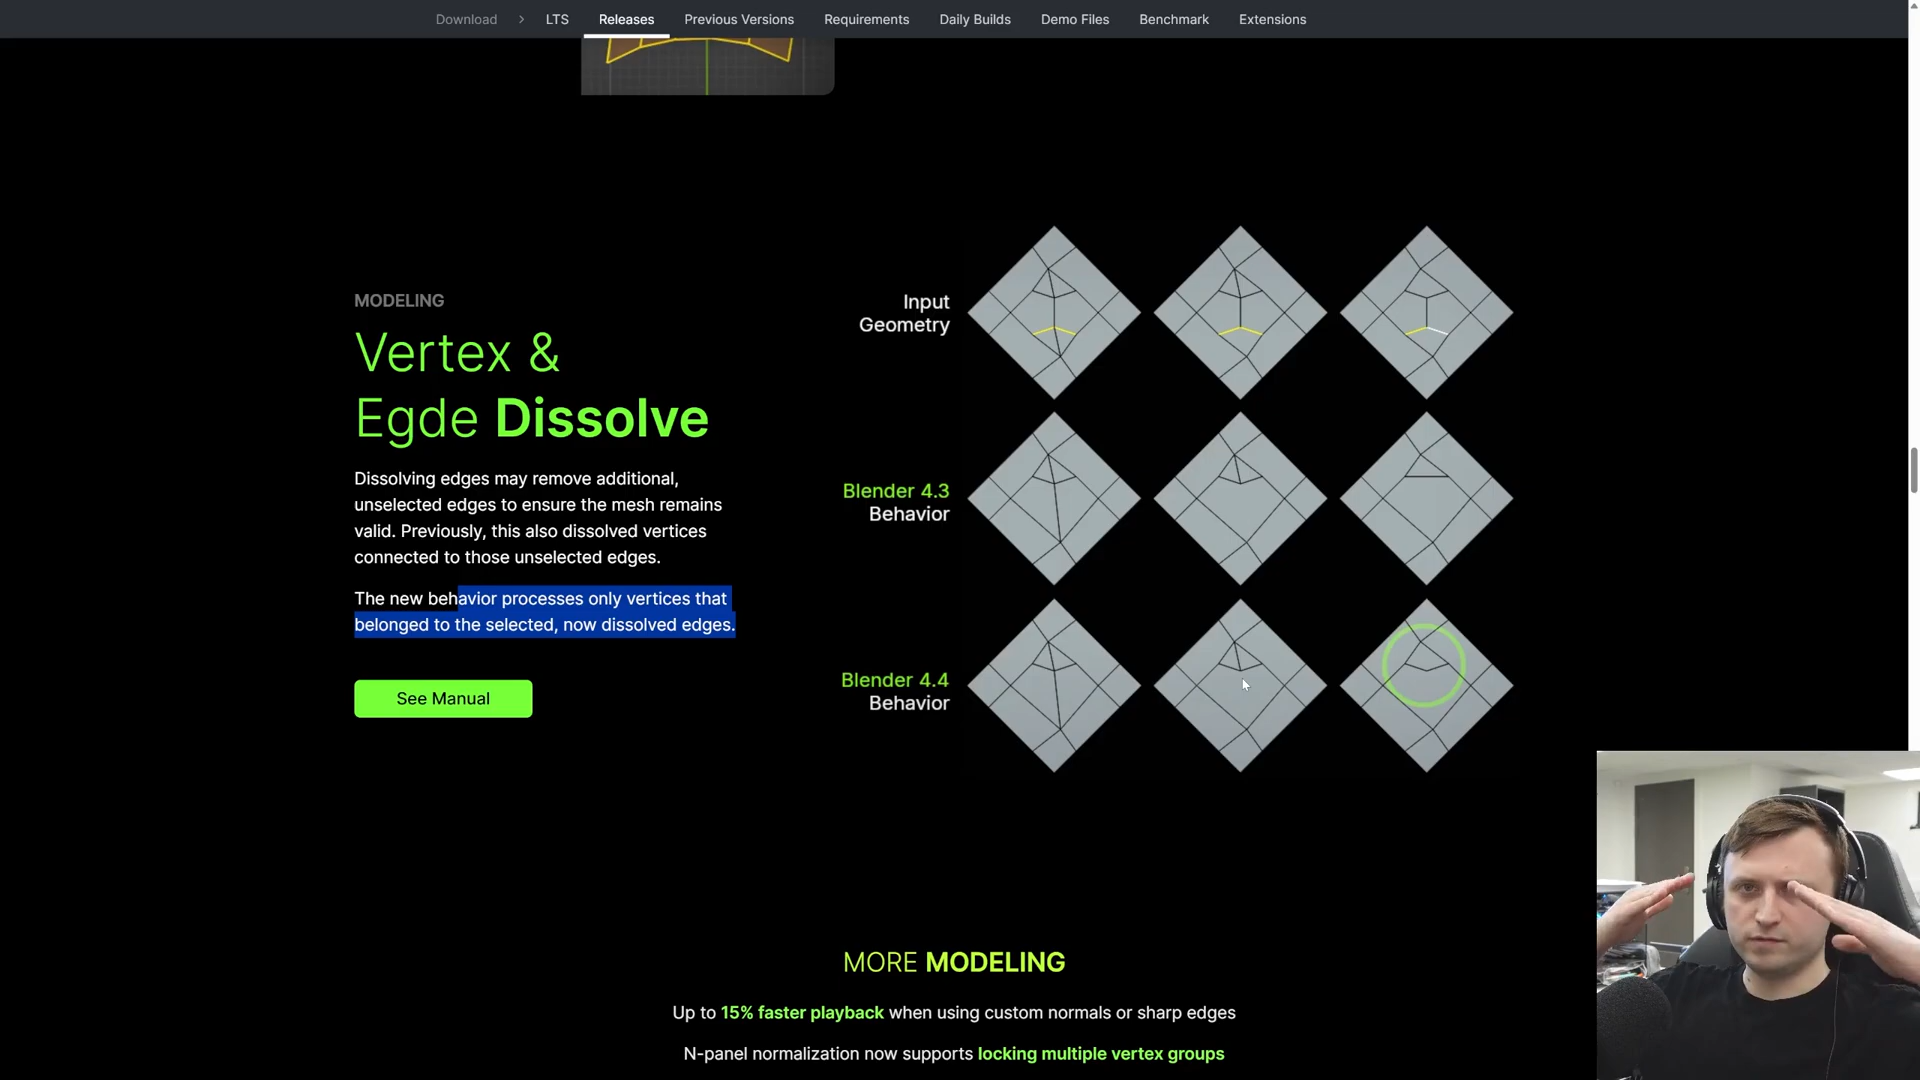 Download > LTS Releases Previous Versions Requirements Daily Builds Demo Files Benchmark Extensions
MODELING
Vertex &
Egde Dissolve
Dissolving edges may remove additional,
unselected edges to ensure the mesh remains
valid. Previously, this also dissolved vertices
connected to those unselected edges.
The new behavior processes only vertices that
belonged to the selected, now dissolved edges.
See Manual
Input
Geometry
Blender 4.3
Behavior
Blender 4.4
Behavior
MORE MODELING
Up to 15% faster playback when using custom normals or sharp edges
N-panel normalization now supports locking multiple vertex groups